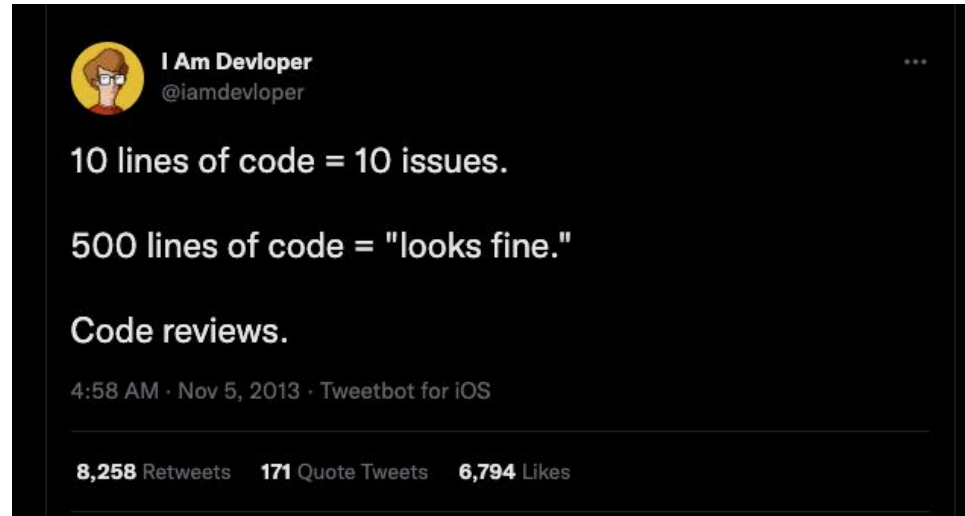 I Am Devloper
@iamdevloper
10 lines of code = 10 issues.
500 lines of code = "looks fine."
Code reviews.
4:58 AM · Nov 5, 2013 · Tweetbot for iOS
8,258 Retweets 171 Quote Tweets 6,794 Likes